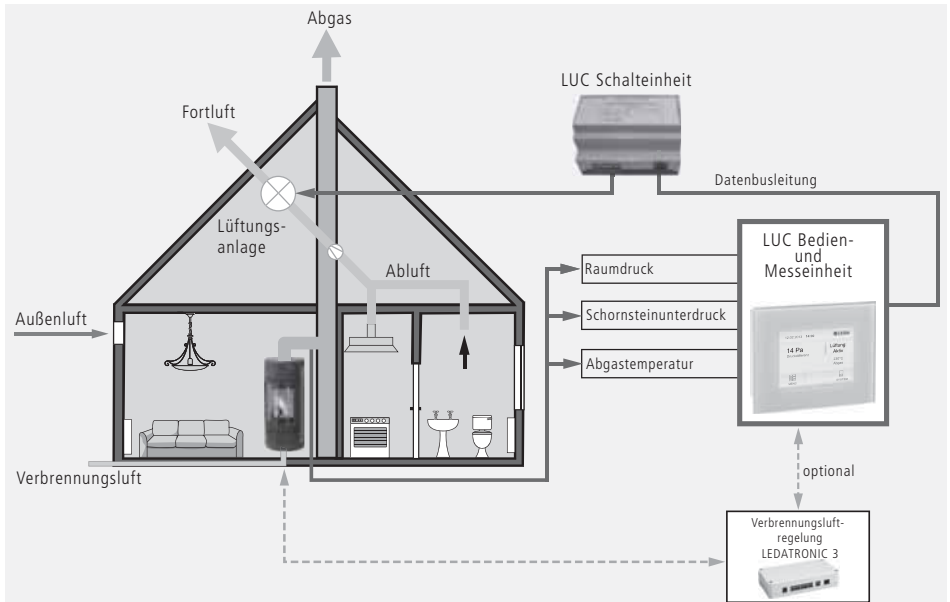 Abgas
LUC Schalteinheit
Fortluft
Datenbusleitung
Lüftungs-
anlage
LUC Bedien-
und
Messeinheit
Abluft
Raumdruck
Außenluft
Schornsteinunterdruck
14 Pa
Lüftung
Aktiv
Abgastemperatur
Verbrennungsluft
optional
Verbrennungsluft-
regelung
LEDATRONIC 3